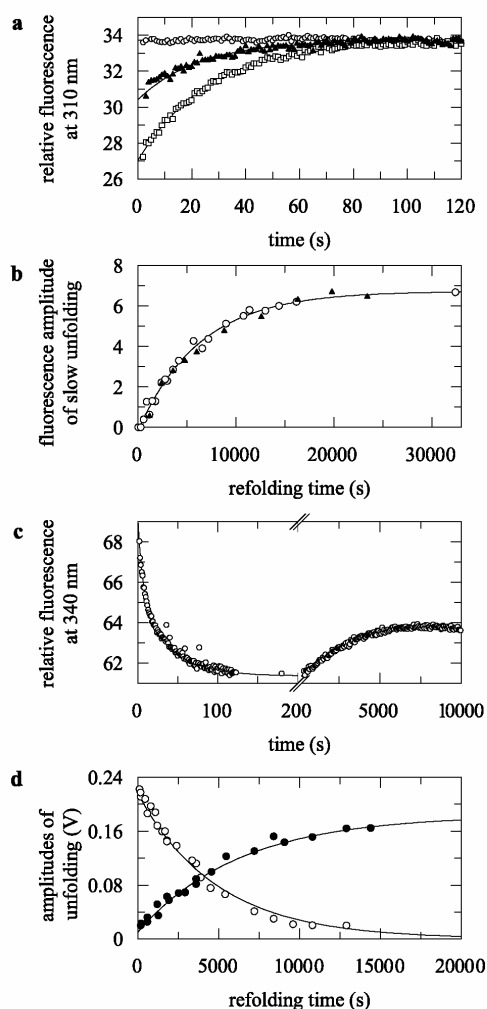 a
relative fluorescence
at 310 nm
34
32
30
28
26
0 20 40 60 80 100 120
time (s)
b
fluorescence amplitude
of slow unfolding
8
6
4
2
0
0 10000 20000 30000
refolding time (s)
c
relative fluorescence
at 340 nm
68
66
64
62
0 100 200 5000 10000
time (s)
d
amplitudes of
unfolding (V)
0.24
0.16
0.08
0
0 5000 10000 15000 20000
refolding time (s)